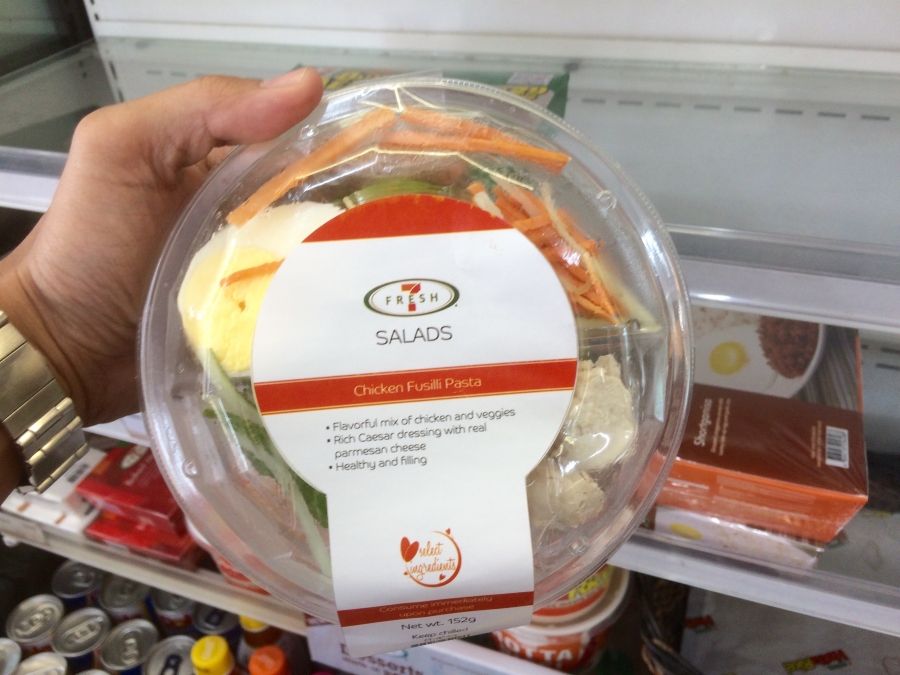 7
FRESH
SALADS
Chicken Fusilli Pasta
• Flavorful mix of chicken and veggies
• Rich Caesar dressing with real
parmesan cheese
• Healthy and filling
select
ingredients
Consume immediately
upon purchase
Net wt. 152g
Keep chilled
Desserts